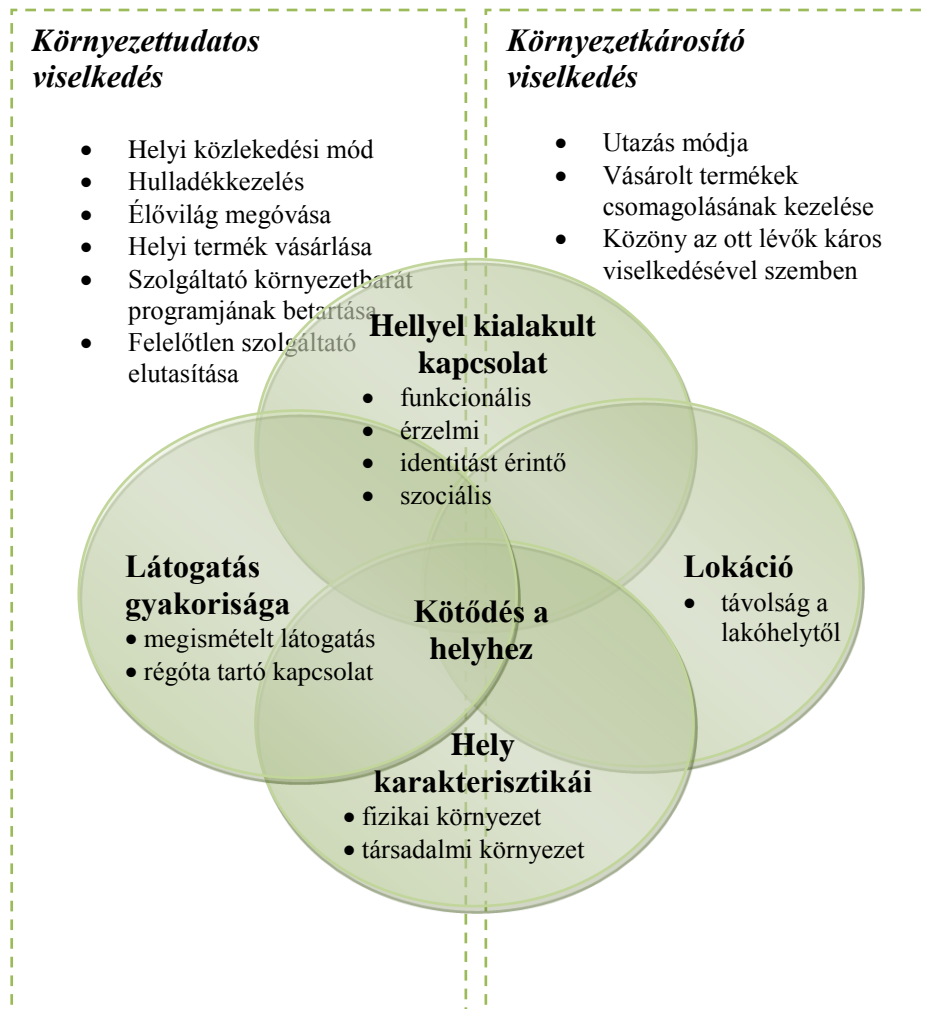 Környezettudatos
viselkedés
• Helyi közlekedési mód
• Hulladékkezelés
• Élővilág megóvása
• Helyi termék vásárlása
• Szolgáltató környezetbarát
programjának betartása
• Felelőtlen szolgáltató
elutasítása
Környezetkárosító
viselkedés
• Utazás módja
• Vásárolt termékek
csomagolásának kezelése
• Közöny az ott lévők káros
viselkedésével szemben
Hellyel kialakult
kapcsolat
• funkcionális
• érzelmi
• identitást érintő
• szociális
Látogatás
gyakorisága
• megismételt látogatás
• régóta tartó kapcsolat
Kötődés a
helyhez
Lokáció
• távolság a
lakóhelytől
Hely
karakterisztikái
• fizikai környezet
• társadalmi környezet